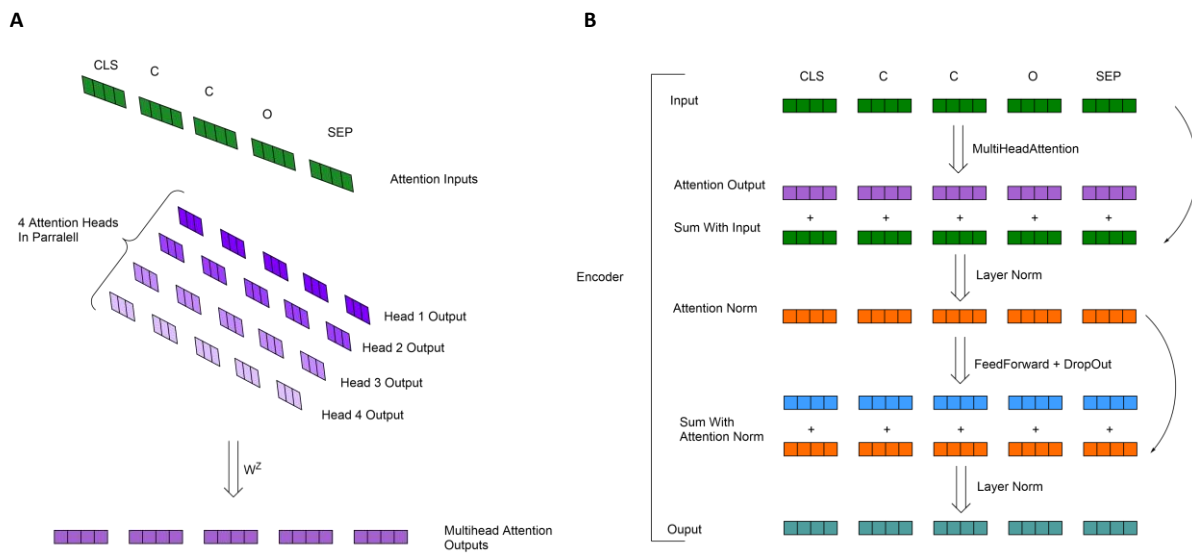 A
CLS
C
C
O
SEP
Attention Inputs
4 Attention Heads
In Parralell
Head 1 Output
Head 2 Output
Head 3 Output
Head 4 Output
W^Z
Multihead Attention
Outputs
B
CLS C C O SEP
Input
MultiHeadAttention
Attention Output
+ + + + +
Sum With Input
Encoder
Layer Norm
Attention Norm
FeedForward + DropOut
Sum With
Attention Norm
+ + + + +
Layer Norm
Ouput